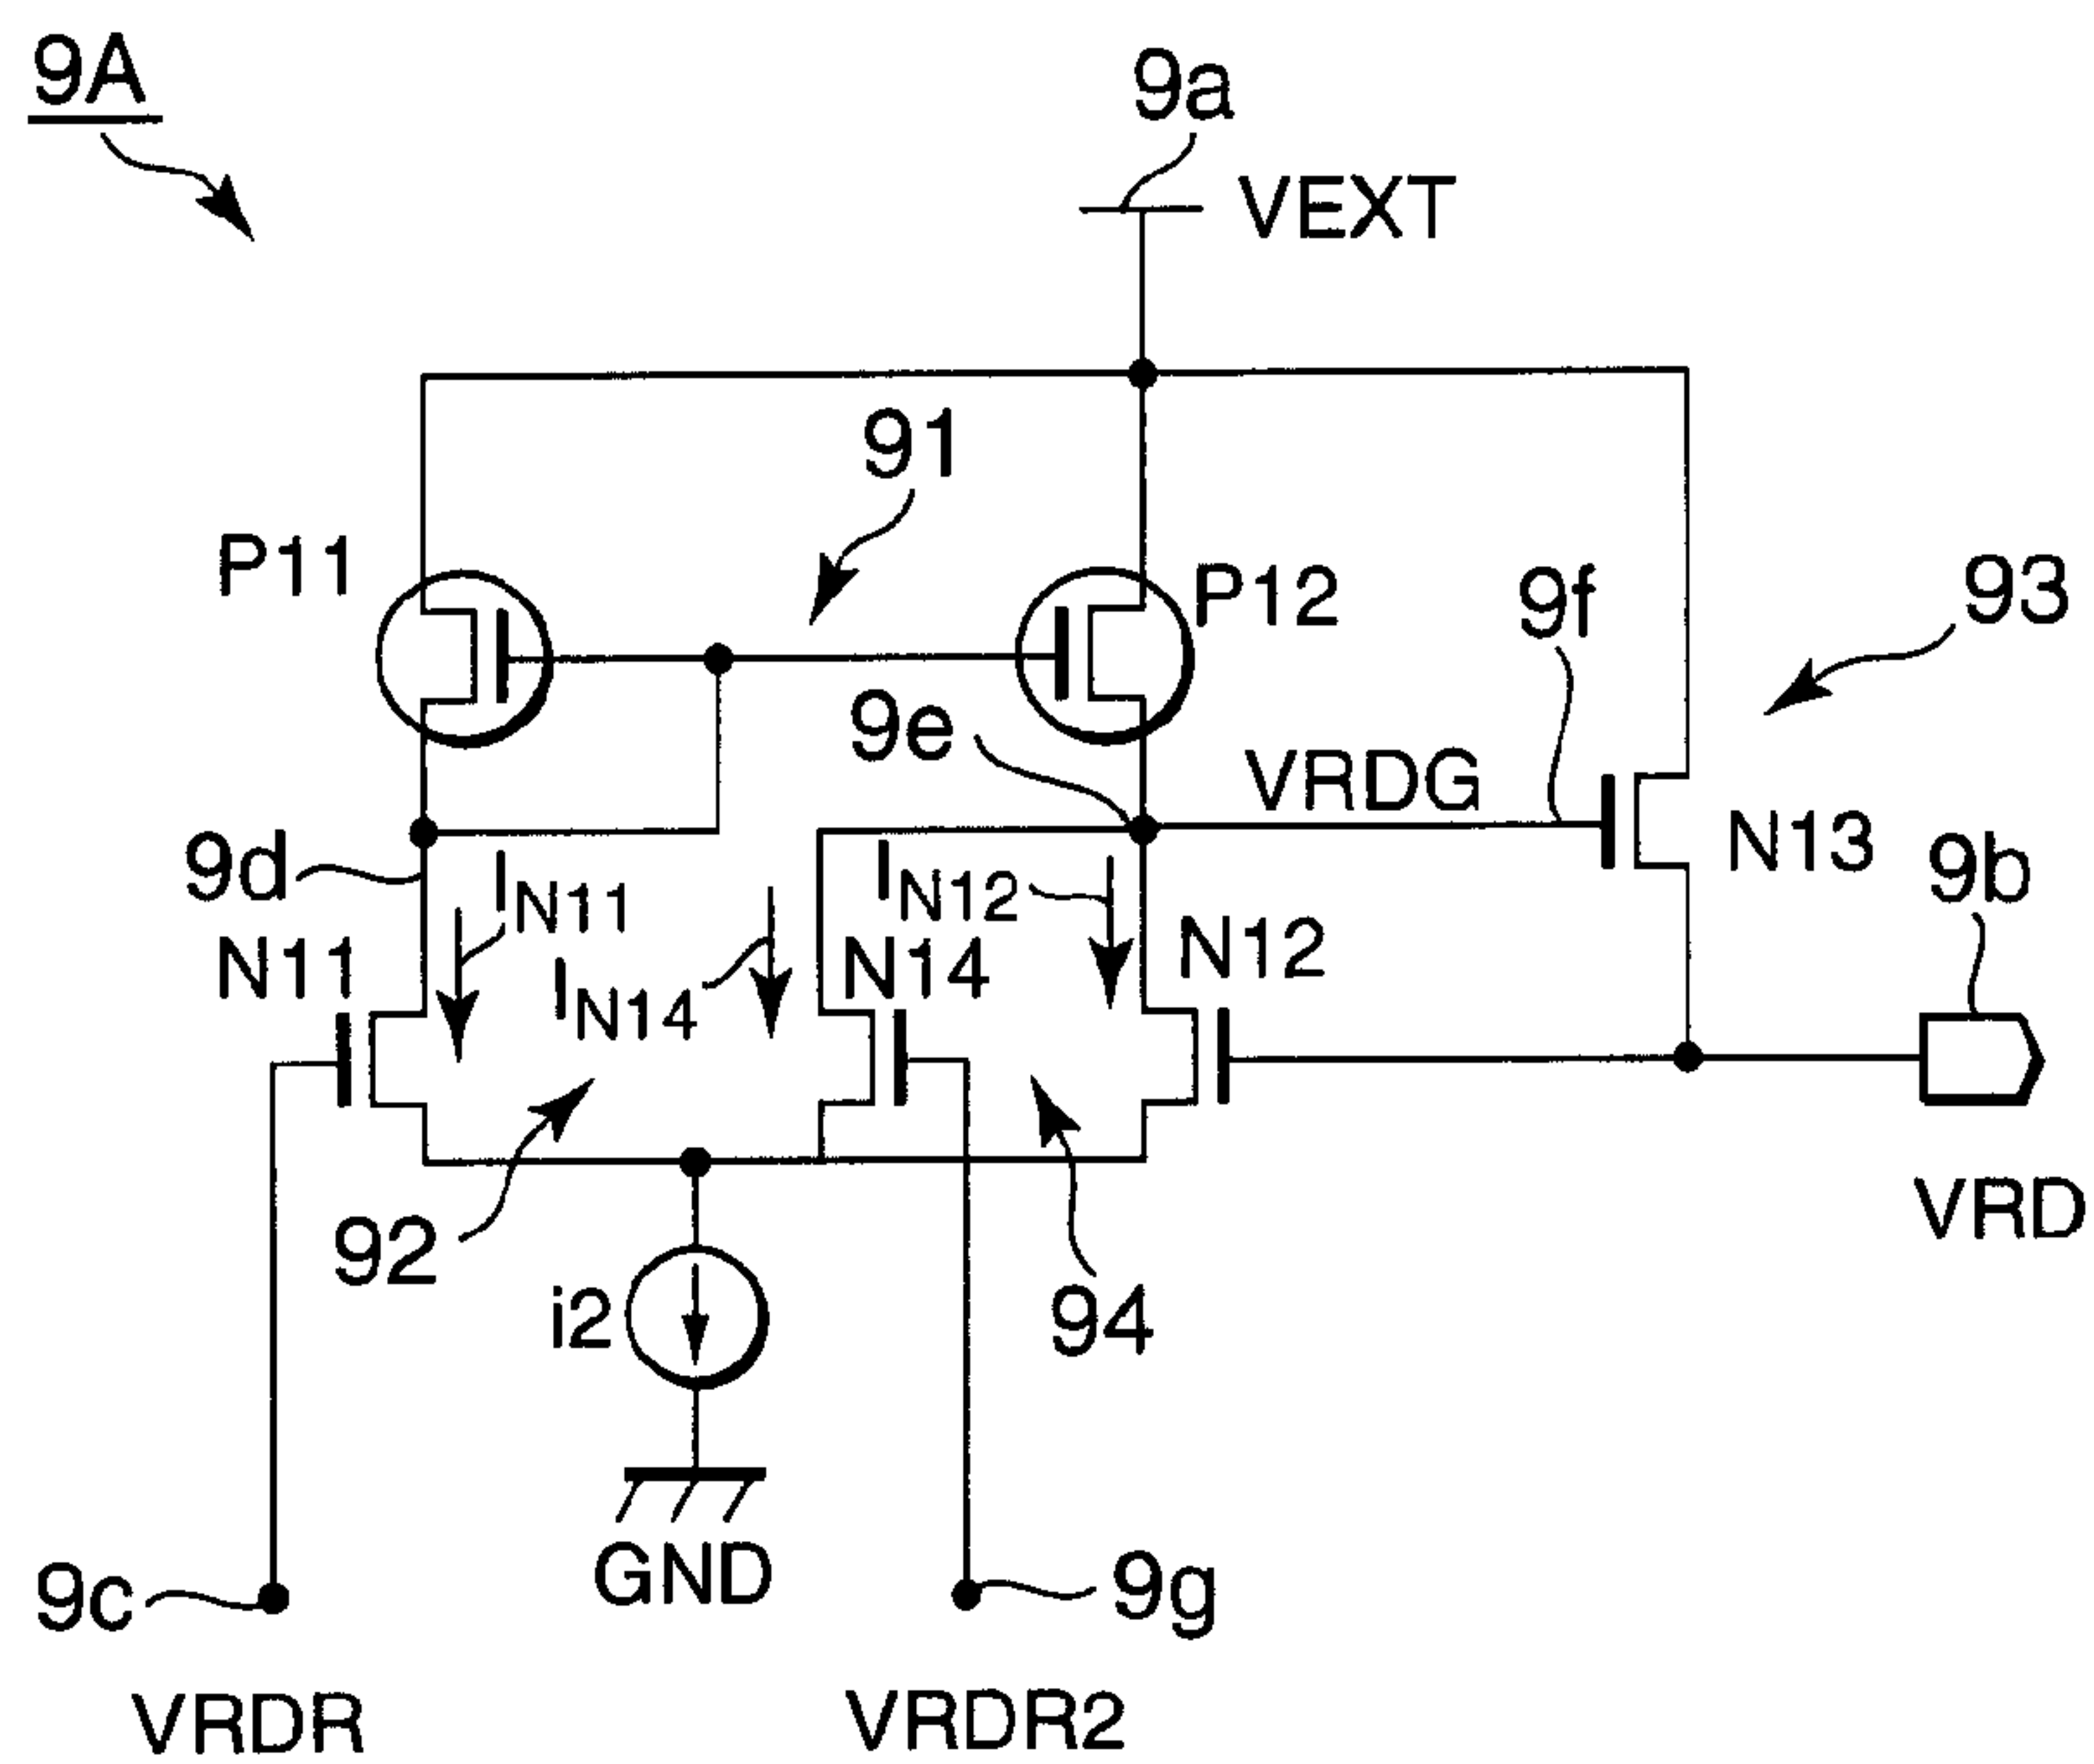 9A
9a
VEXT
91
P11
P12
9f
93
9e
VRDG
N13
9d
IN11
IN12
9b
N11
IN14
N14
N12
92
i2
94
VRD
GND
9c
9g
VRDR
VRDR2